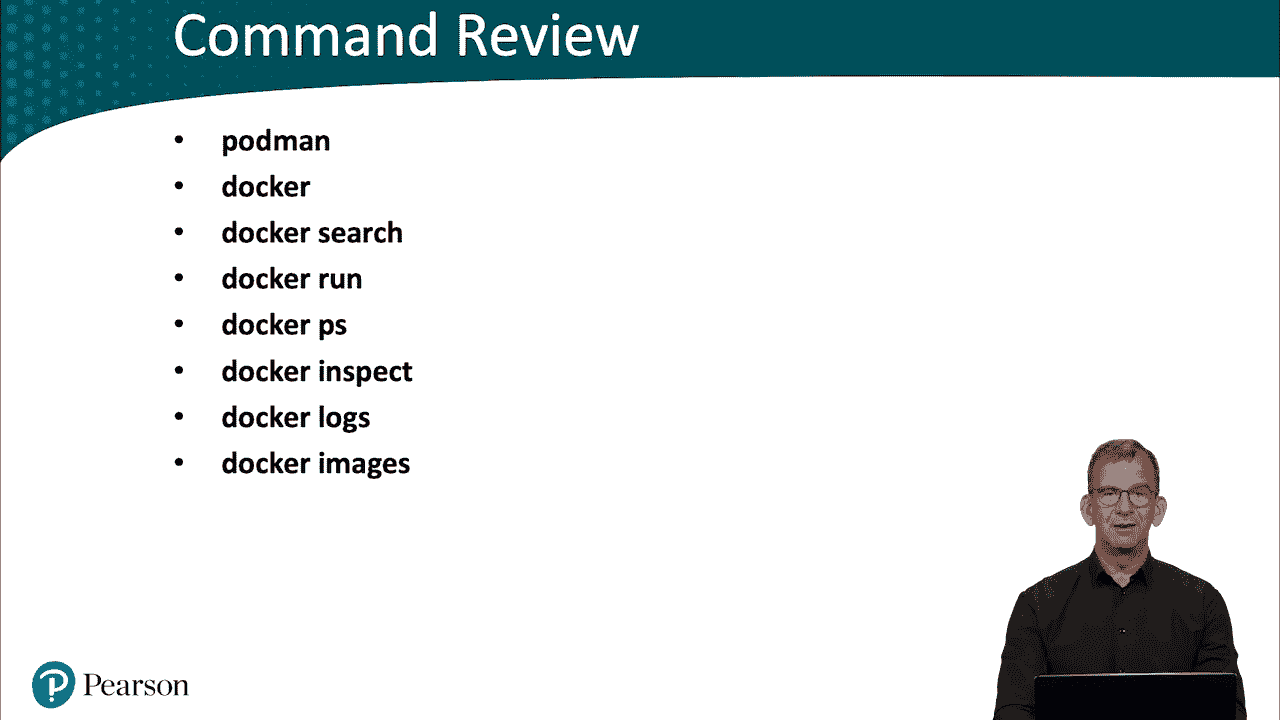 Command Review
• podman
• docker
• docker search
• docker run
• docker ps
• docker inspect
• docker logs
• docker images
Pearson